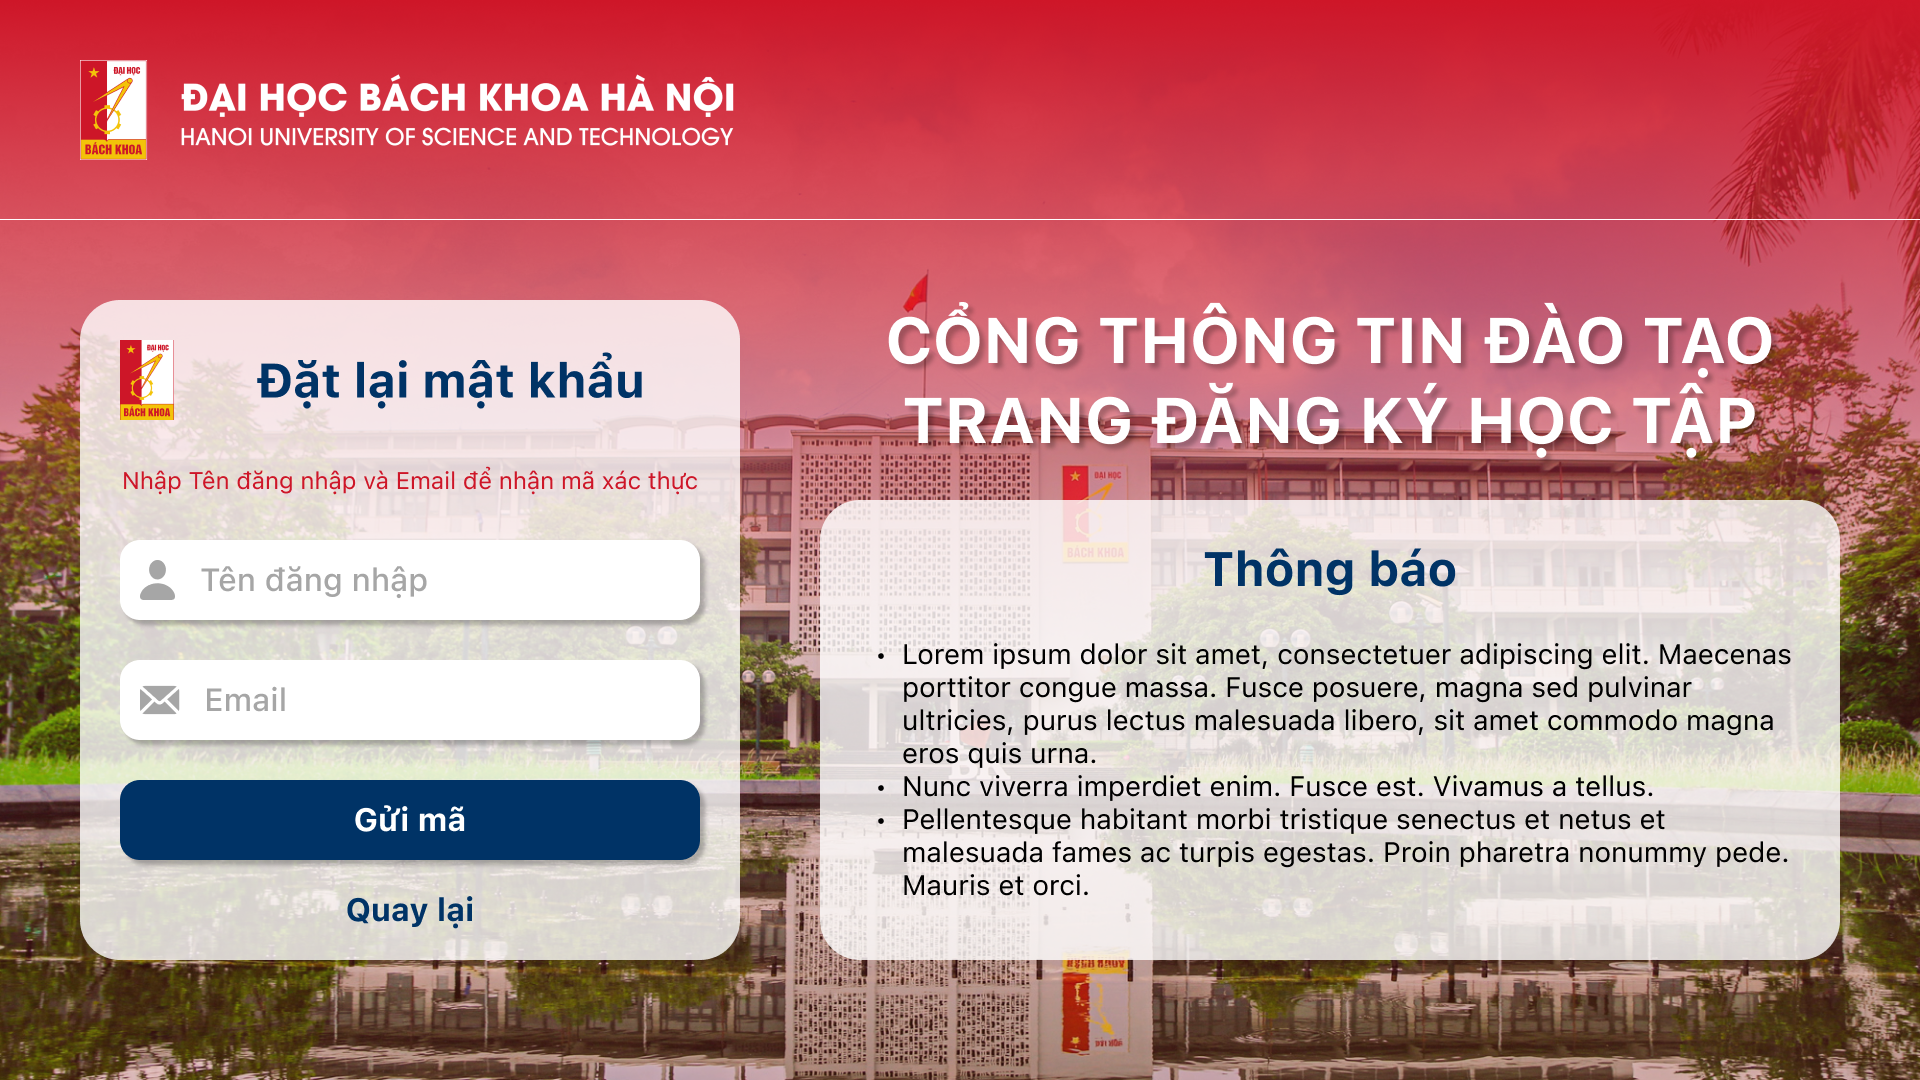 ĐẠI HỌC
BÁCH KHOA
ĐẠI HỌC BÁCH KHOA HÀ NỘI
HANOI UNIVERSITY OF SCIENCE AND TECHNOLOGY
ĐẠI HỌC
BÁCH KHOA
Đặt lại mật khẩu
Nhập Tên đăng nhập và Email để nhận mã xác thực
Tên đăng nhập
Email
Gửi mã
Quay lại
CỔNG THÔNG TIN ĐÀO TẠO
TRANG ĐĂNG KÝ HỌC TẬP
ĐẠI HỌC
BÁCH KHOA
Thông báo
• Lorem ipsum dolor sit amet, consectetuer adipiscing elit. Maecenas
porttitor congue massa. Fusce posuere, magna sed pulvinar
ultricies, purus lectus malesuada libero, sit amet commodo magna
eros quis urna.
• Nunc viverra imperdiet enim. Fusce est. Vivamus a tellus.
• Pellentesque habitant morbi tristique senectus et netus et
malesuada fames ac turpis egestas. Proin pharetra nonummy pede.
Mauris et orci.